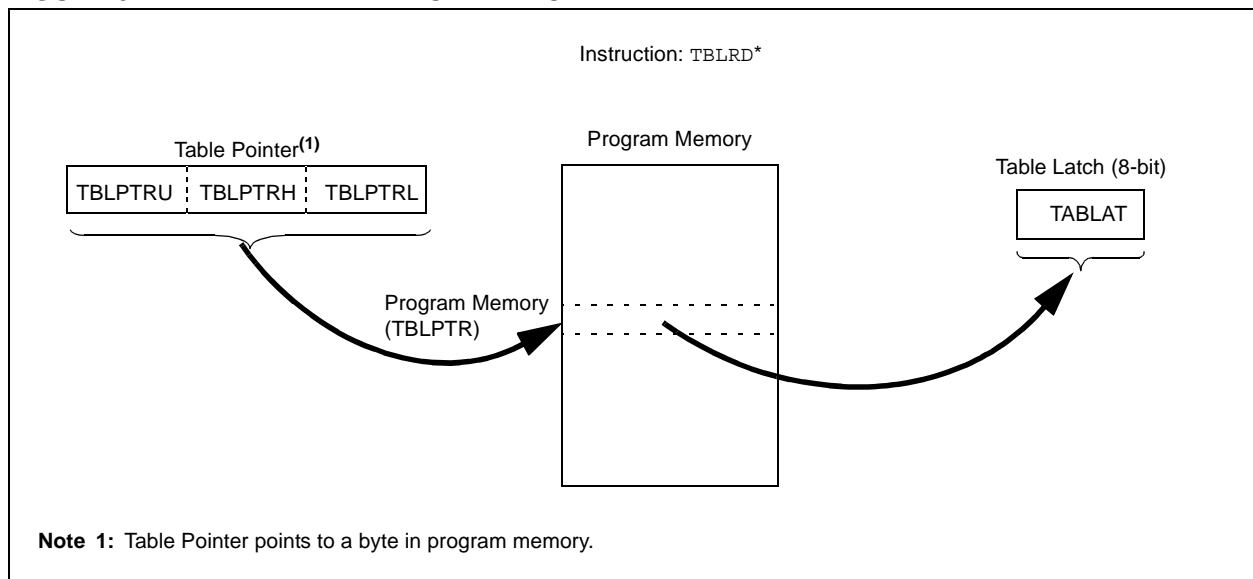 Instruction: TBLRD*
Table Pointer(1)
TBLPTRU TBLPTRH TBLPTRL
Program Memory
Table Latch (8-bit)
TABLAT
Program Memory
(TBLPTR)
Note 1: Table Pointer points to a byte in program memory.